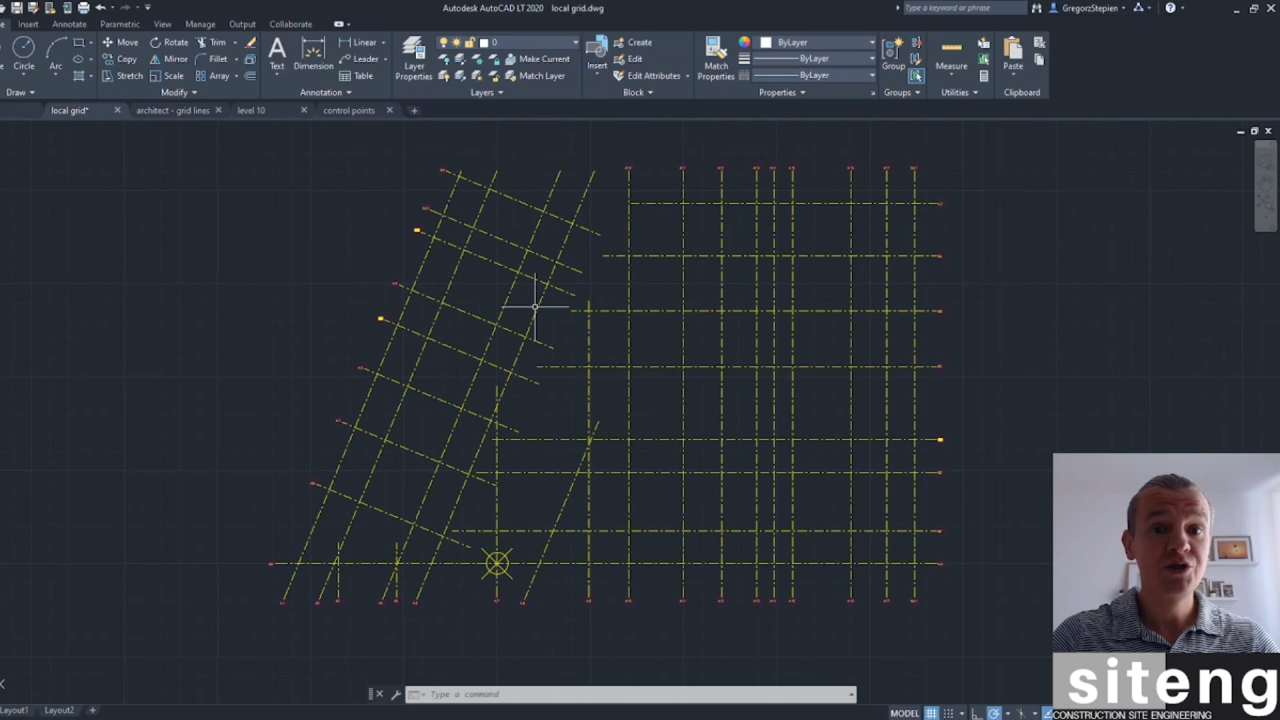 Autodesk AutoCAD LT 2020 local grid.dwg
Type a keyword or phrase
GregorzStepien
Insert Annotate Parametric View Manage Output Collaborate
Move Rotate Trim
Copy Mirror Fillet
Stretch Scale Array
Circle Arc
Text Dimension
Linear
Leader
Table
Layer Properties
0
Make Current
Match Layer
Insert
Create
Edit
Edit Attributes
Match Properties
ByLayer
ByLayer
ByLayer
Group
Measure
Paste
Draw Modify Annotation Layers Block Properties Groups Utilities Clipboard
local grid* architect - grid lines level 10 control points
Type a command
siteng
CONSTRUCTION SITE ENGINEERING
Layout1 Layout2
MODEL